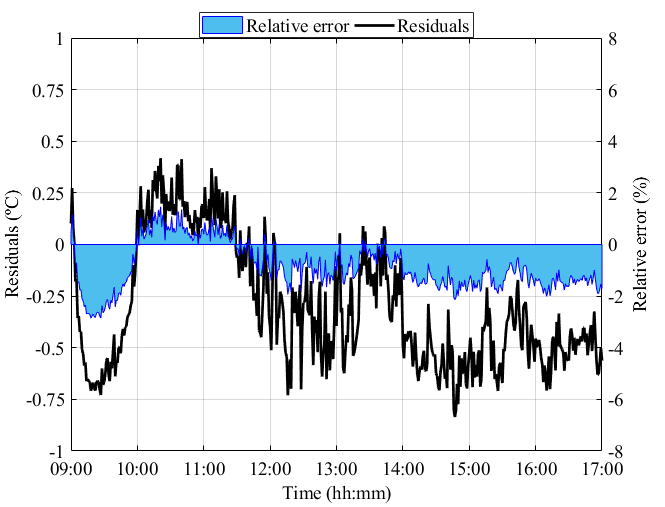 Relative error Residuals
1 8
0.75 6
0.5 4
0.25 2
0 0
-0.25 -2
-0.5 -4
-0.75 -6
-1 -8
Residuals (ºC)
Relative error (%)
09:00 10:00 11:00 12:00 13:00 14:00 15:00 16:00 17:00
Time (hh:mm)